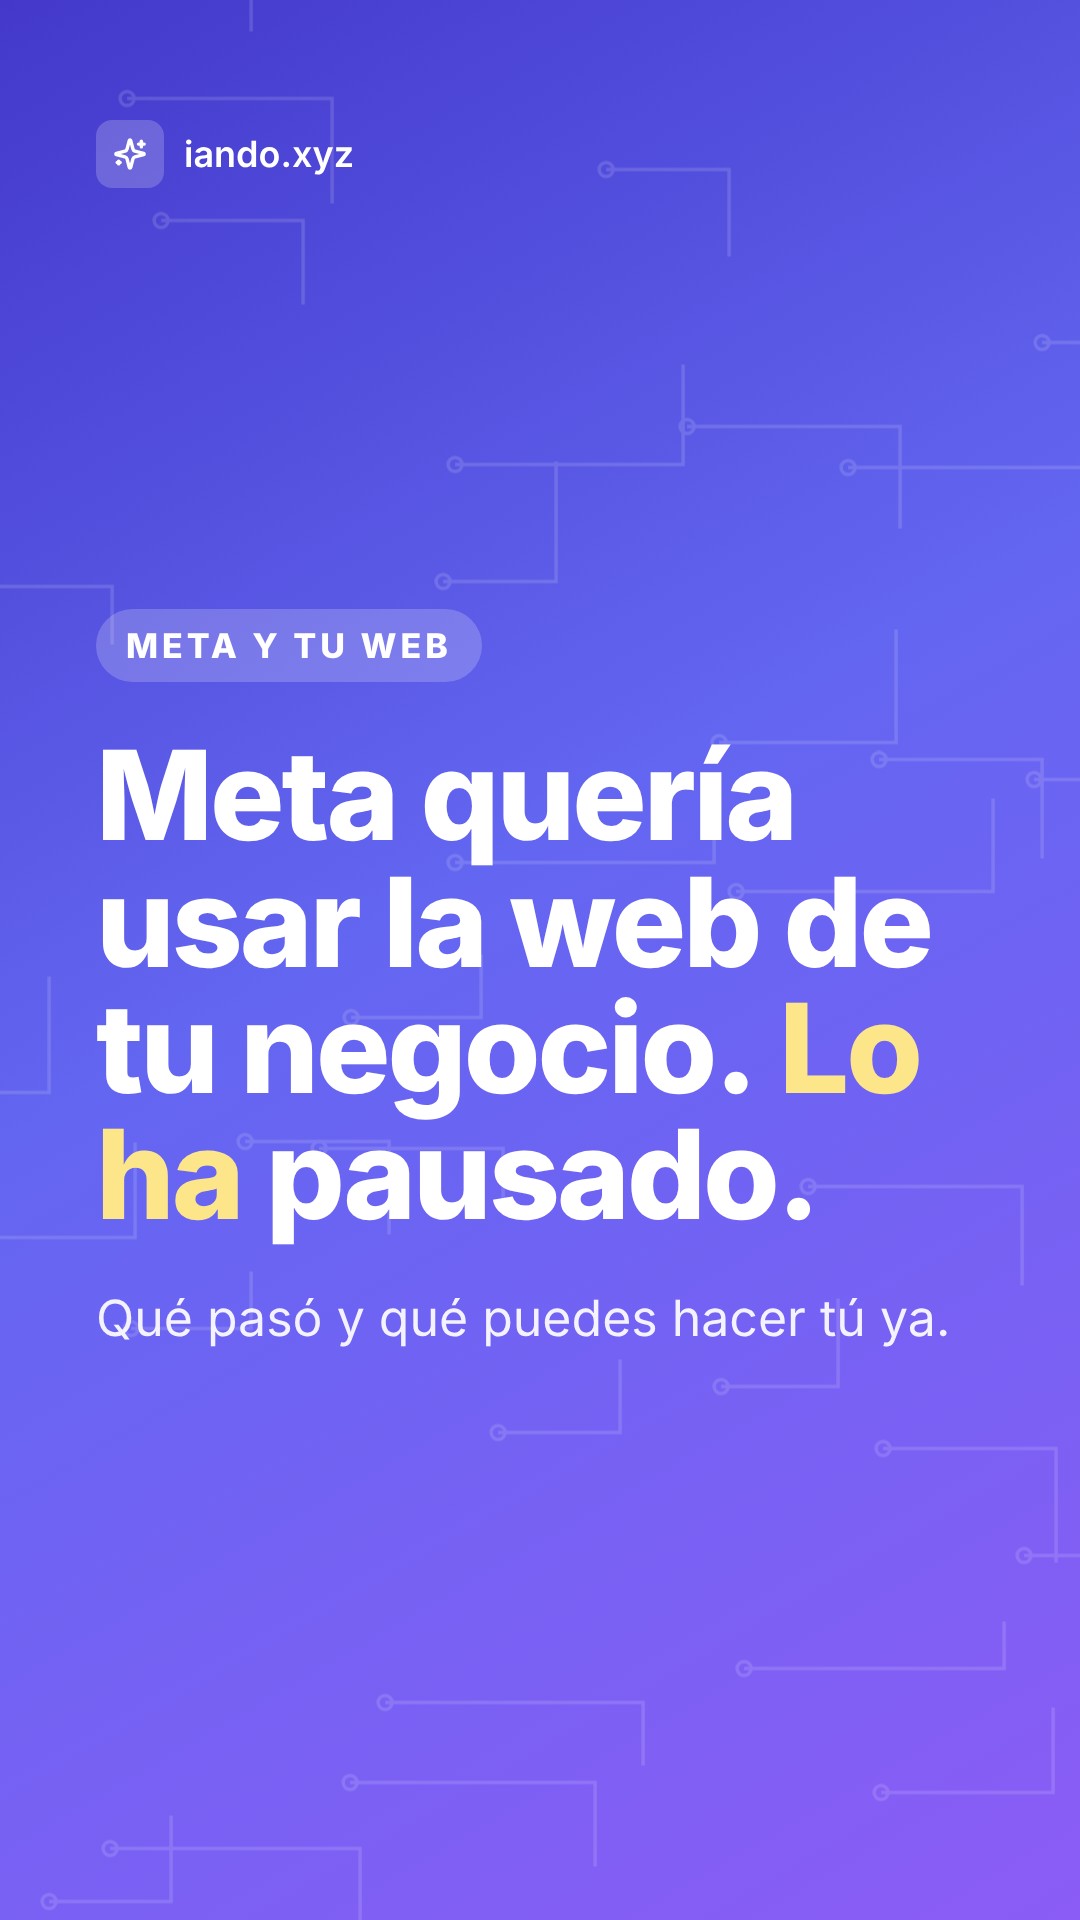 iando.xyz
META Y TU WEB
Meta quería
usar la web de
tu negocio. Lo
ha pausado.
Qué pasó y qué puedes hacer tú ya.